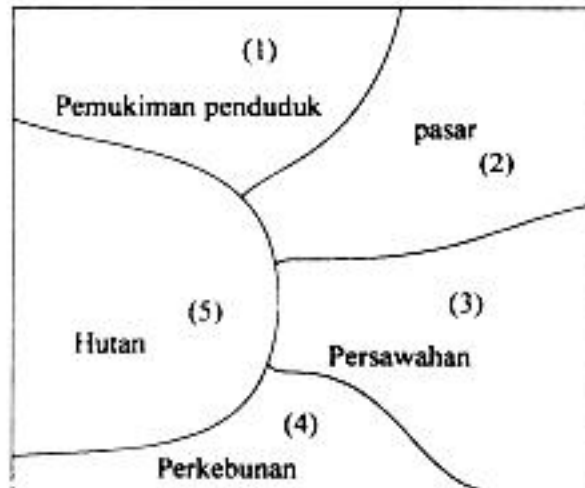 (1)
Pemukiman penduduk
pasar
(2)
(3)
Persawahan
(5)
Hutan
(4)
Perkebunan